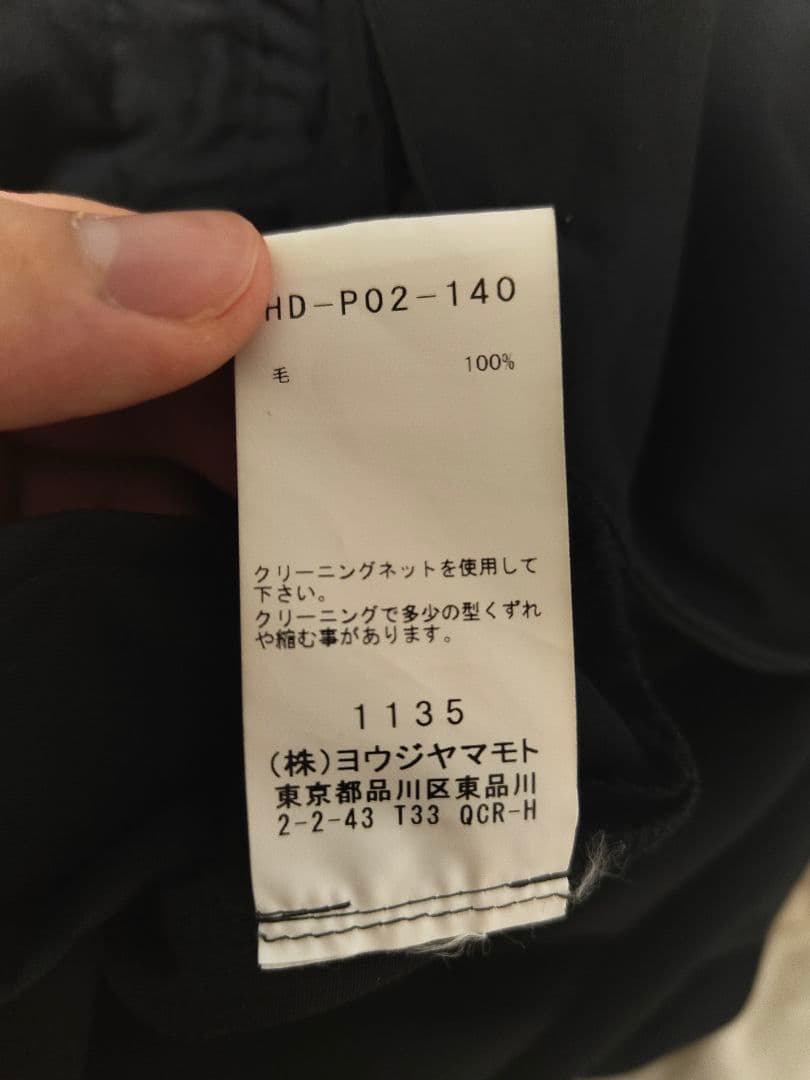 HD-P02-140
毛 100%
クリーニングネットを使用して
下さい。
クリーニングで多少の型くずれ
や縮む事があります。
1135
(株)ヨウジヤマモト
東京都品川区東品川
2-2-43 T33 QCR-H